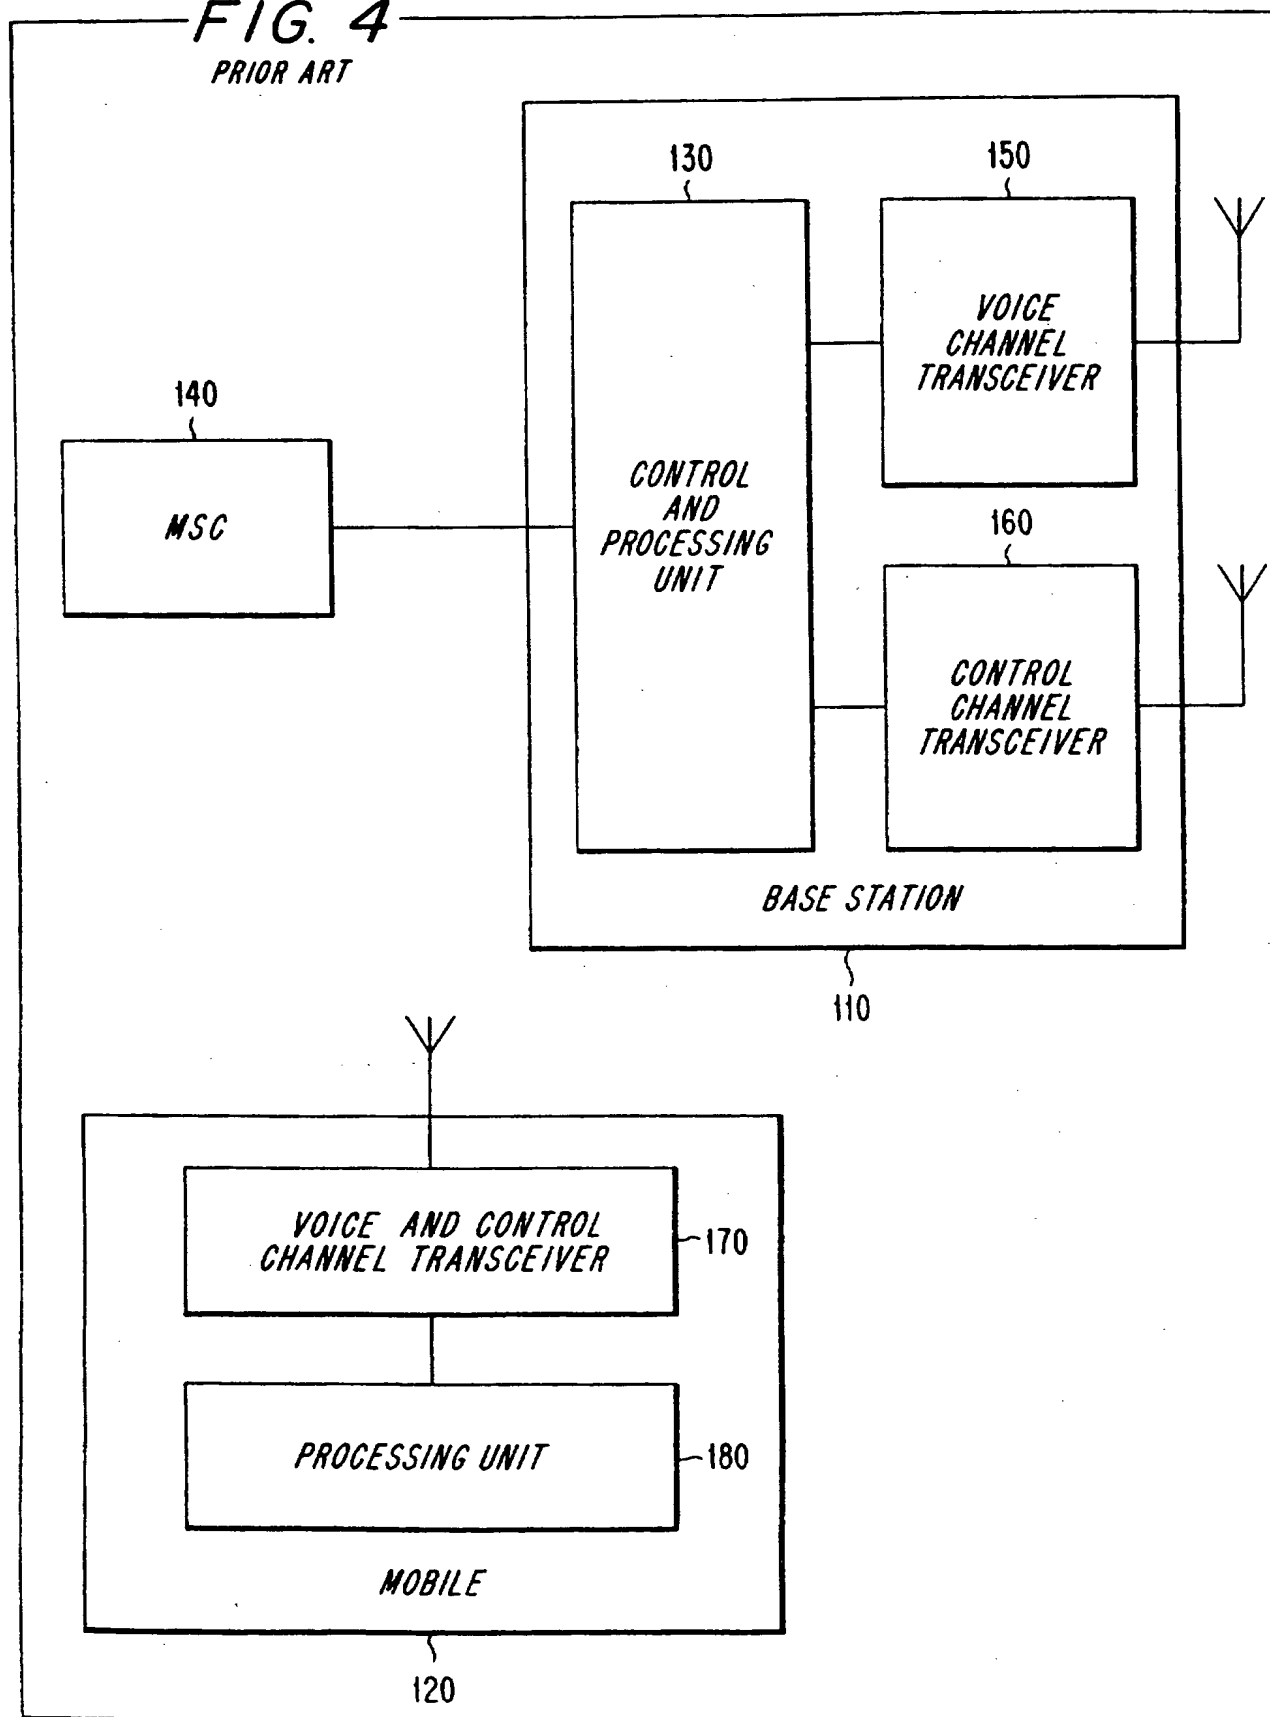 FIG. 4
PRIOR ART
130
150
VOICE
CHANNEL
TRANSCEIVER
140
MSC
CONTROL
AND
PROCESSING
UNIT
160
CONTROL
CHANNEL
TRANSCEIVER
BASE STATION
110
VOICE AND CONTROL
CHANNEL TRANSCEIVER
170
PROCESSING UNIT
180
MOBILE
120